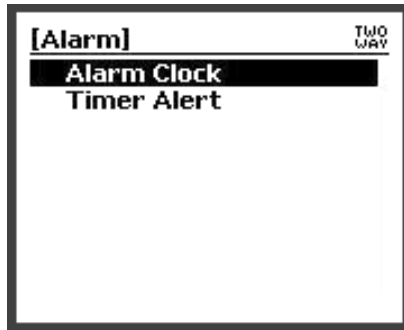 [Alarm]
TWO
WAY
Alarm Clock
Timer Alert